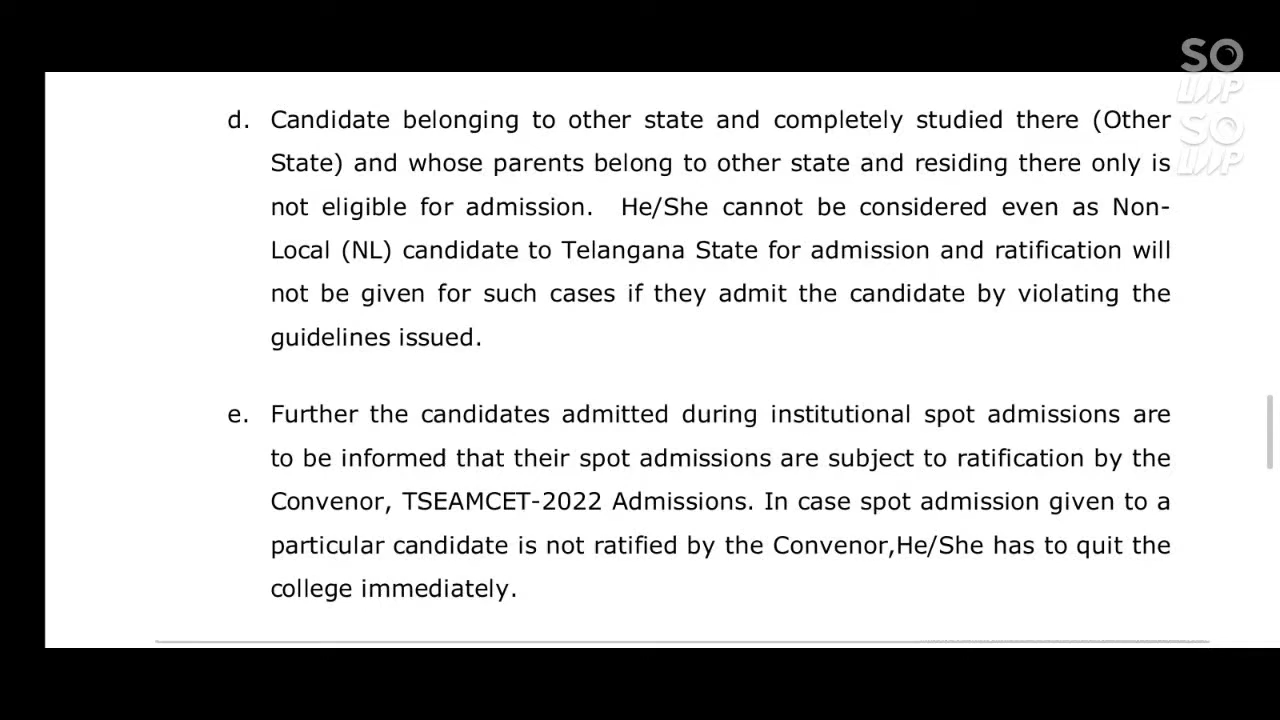 SO
LOOP
SO
LOOP
d. Candidate belonging to other state and completely studied there (Other
State) and whose parents belong to other state and residing there only is
not eligible for admission. He/She cannot be considered even as Non-
Local (NL) candidate to Telangana State for admission and ratification will
not be given for such cases if they admit the candidate by violating the
guidelines issued.
e. Further the candidates admitted during institutional spot admissions are
to be informed that their spot admissions are subject to ratification by the
Convenor, TSEAMCET-2022 Admissions. In case spot admission given to a
particular candidate is not ratified by the Convenor,He/She has to quit the
college immediately.